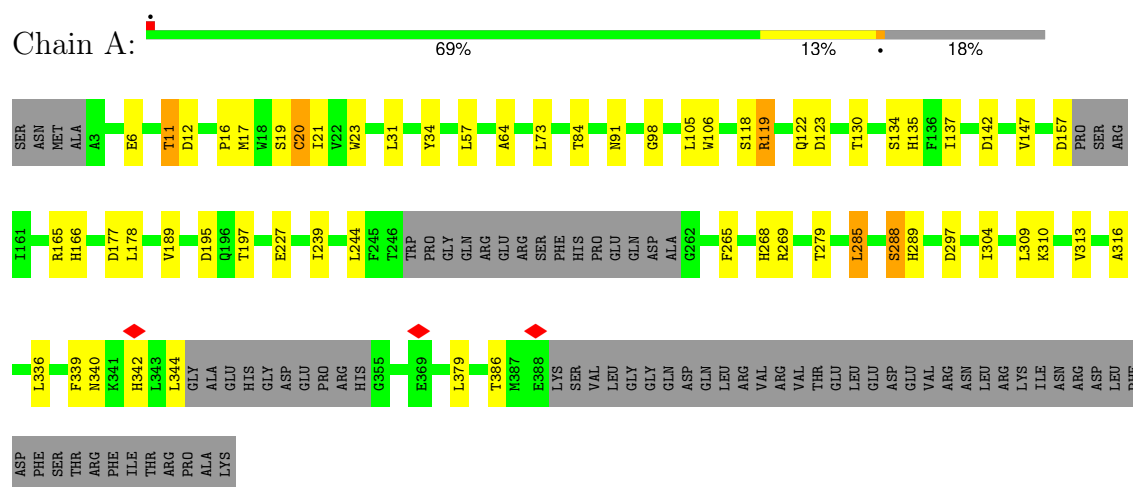 Chain A:
69% 13% • 18%
SER ASN MET ALA A3 E6 T11 D12 P16 M17 W18 S19 C20 I21 V22 W23 L31 Y34 L57 A64 L73 T84 N91 G98 L105 W106 S118 R119 Q122 D123 T130 S134 H135 F136 I137 D142 V147 D157 PRO SER ARG
I161 R165 H166 D177 L178 V189 D195 Q196 T197 E227 I239 L244 F245 T246 TRP PRO GLY GLN ARG GLU ARG SER PHE HIS PRO GLU GLN ASP ALA G262 F265 H268 R269 T279 L285 S288 H289 D297 I304 L309 K310 V313 A316
L336 F339 N340 K341 H342 L343 L344 GLY ALA GLU HIS GLY ASP GLU PRO ARG HIS G355 E369 L379 T386 M387 E388 LYS SER VAL LEU GLY GLY GLN ASP GLN LEU ARG VAL ARG VAL THR GLU LEU GLU ASP GLU VAL ARG ASN LEU ARG LYS ILE ASN ARG ASP LEU
ASP PHE SER THR ARG PHE ILE THR ARG PRO ALA LYS